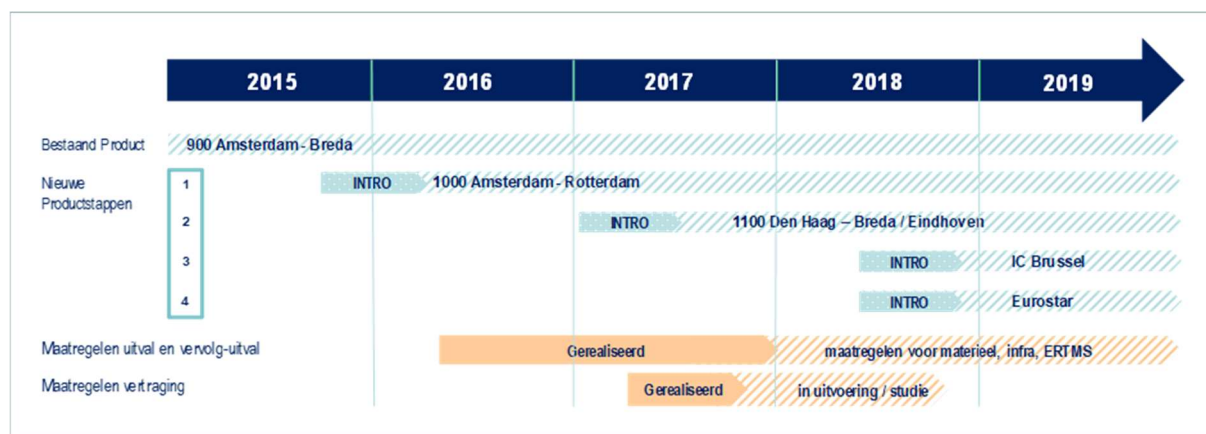 2015 2016 2017 2018 2019
Bestaand Product 900 Amsterdam - Breda
Nieuwe
Productstappen
1 INTRO 1000 Amsterdam - Rotterdam
2 INTRO 1100 Den Haag – Breda / Eindhoven
3 INTRO IC Brussel
4 INTRO Eurostar
Maatregelen uitval en vervolg-uitval Gerealiseerd maatregelen voor materieel, infra, ERTMS
Maatregelen vertraging Gerealiseerd in uitvoering / studie